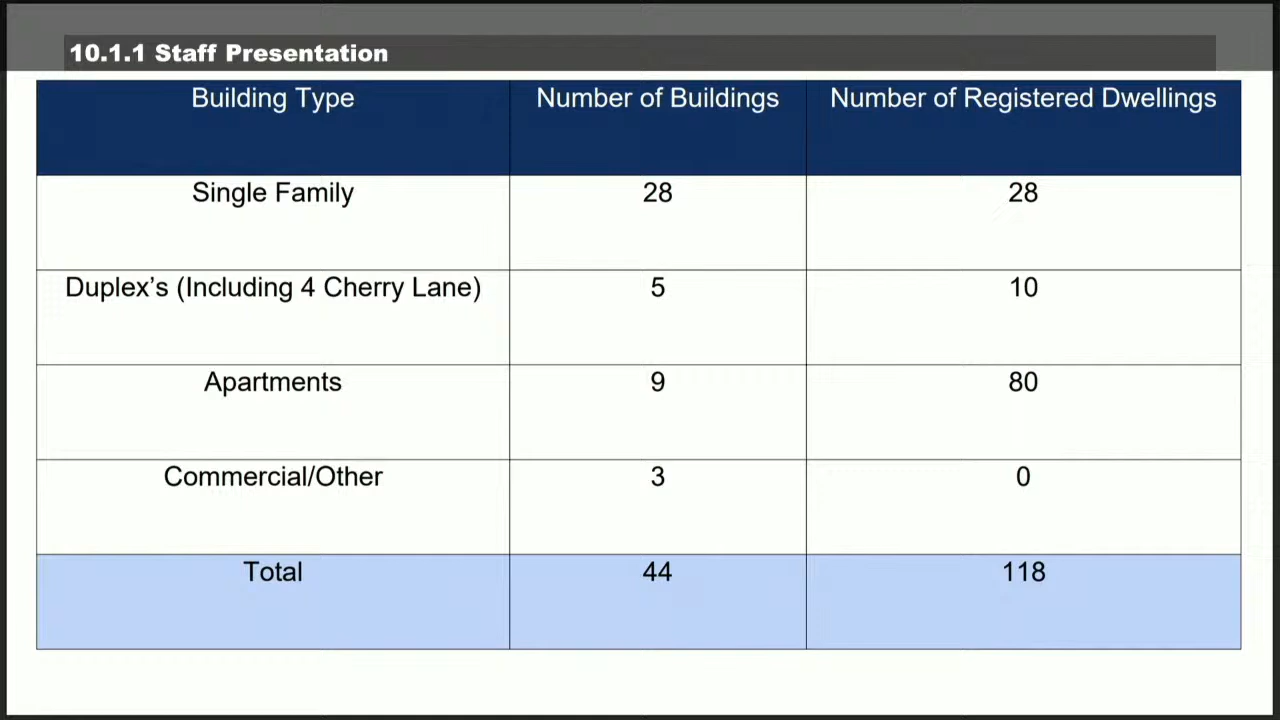 10.1.1 Staff Presentation
Building Type Number of Buildings Number of Registered Dwellings
Single Family 28 28
Duplex’s (Including 4 Cherry Lane) 5 10
Apartments 9 80
Commercial/Other 3 0
Total 44 118